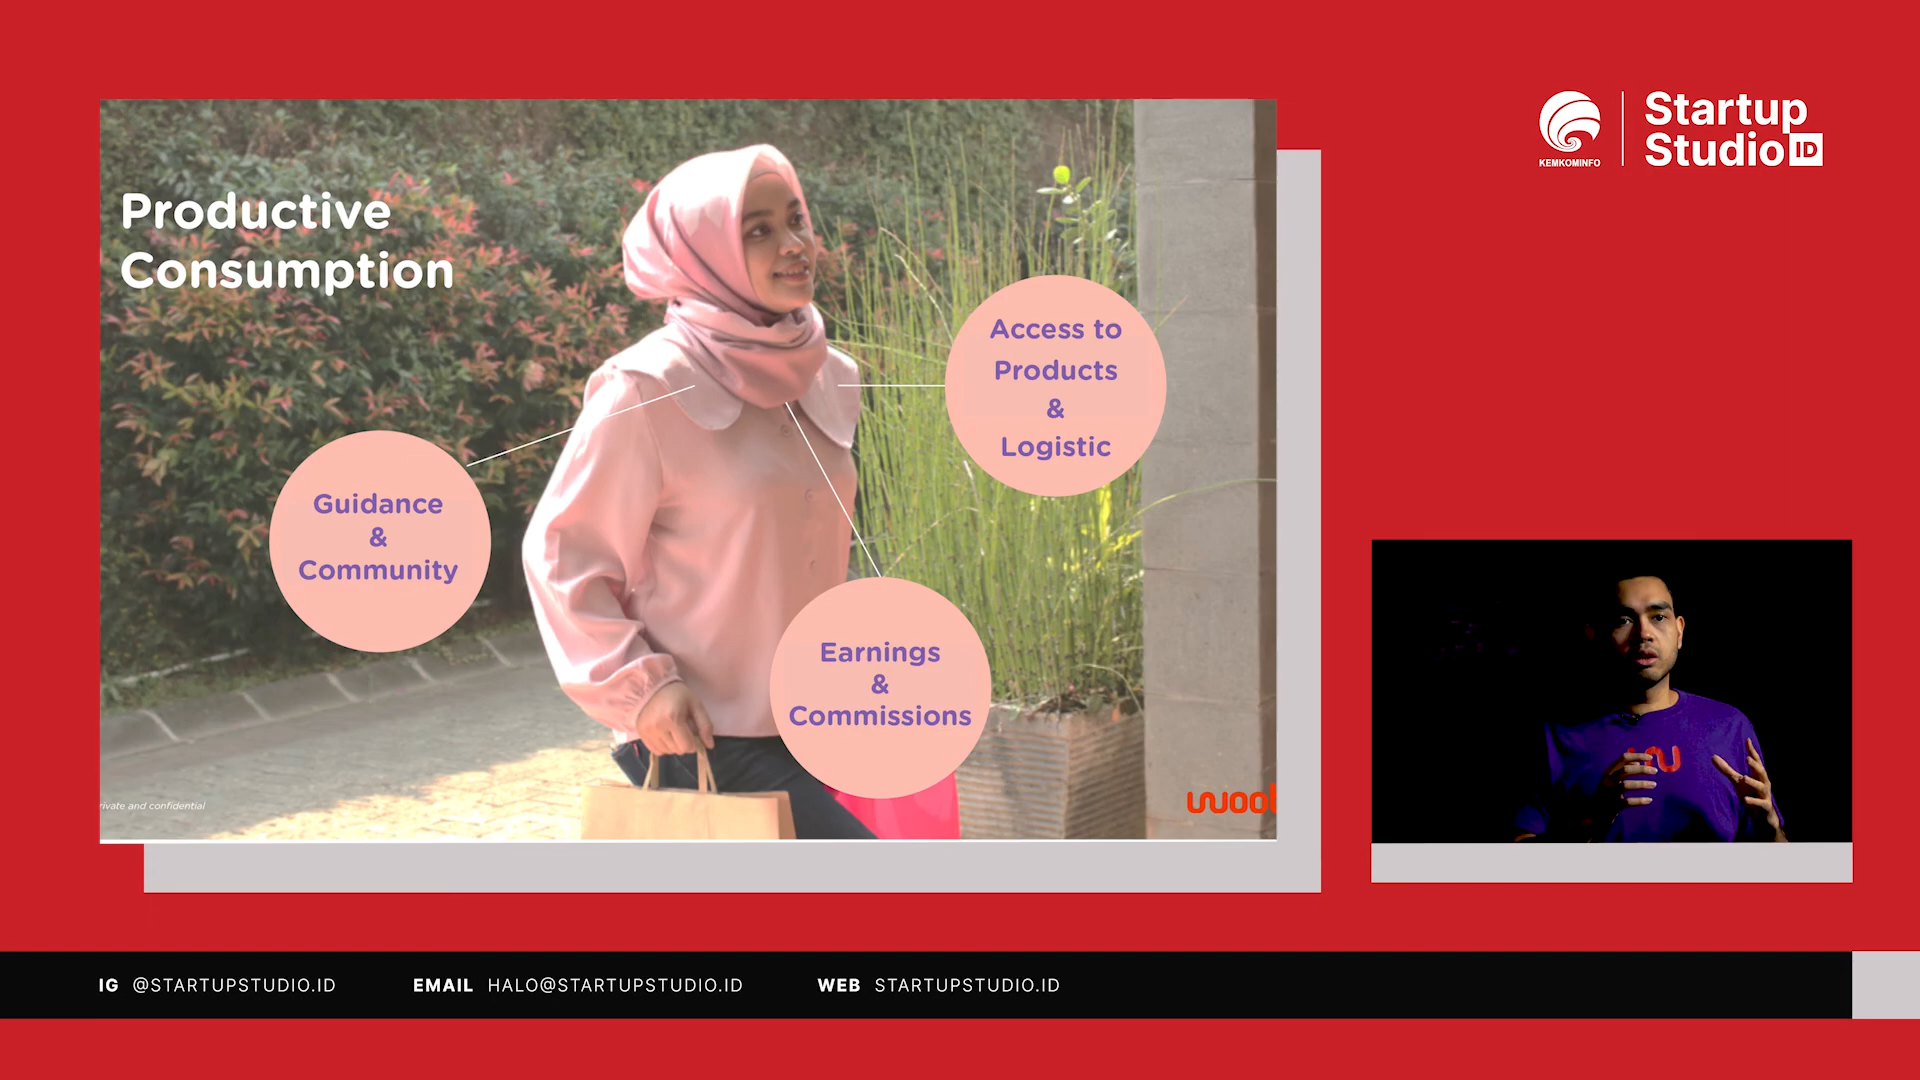 Productive
Consumption
Guidance
&
Community
Access to
Products
&
Logistic
Earnings
&
Commissions
rivate and confidential
wool
KEMKOMINFO
Startup
Studio ID
IG @STARTUPSTUDIO.ID EMAIL HALO@STARTUPSTUDIO.ID WEB STARTUPSTUDIO.ID